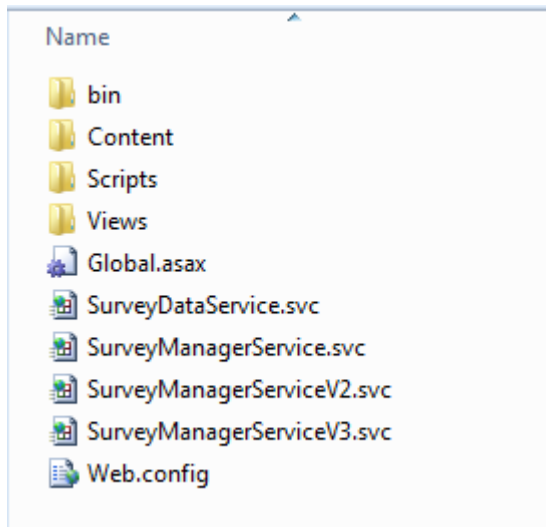 Name
bin
Content
Scripts
Views
Global.asax
SurveyDataService.svc
SurveyManagerService.svc
SurveyManagerServiceV2.svc
SurveyManagerServiceV3.svc
Web.config